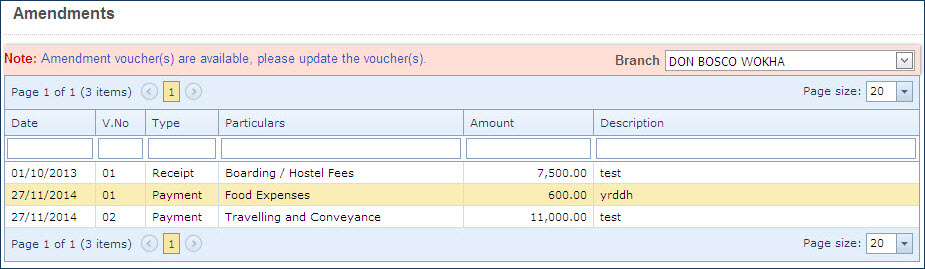 Amendments
Note: Amendment voucher(s) are available, please update the voucher(s). Branch DON BOSCO WOKHA
Page 1 of 1 (3 items) 1 Page size: 20
Date V.No Type Particulars Amount Description
01/10/2013 01 Receipt Boarding / Hostel Fees 7,500.00 test
27/11/2014 01 Payment Food Expenses 600.00 yrddh
27/11/2014 02 Payment Travelling and Conveyance 11,000.00 test
Page 1 of 1 (3 items) 1 Page size: 20